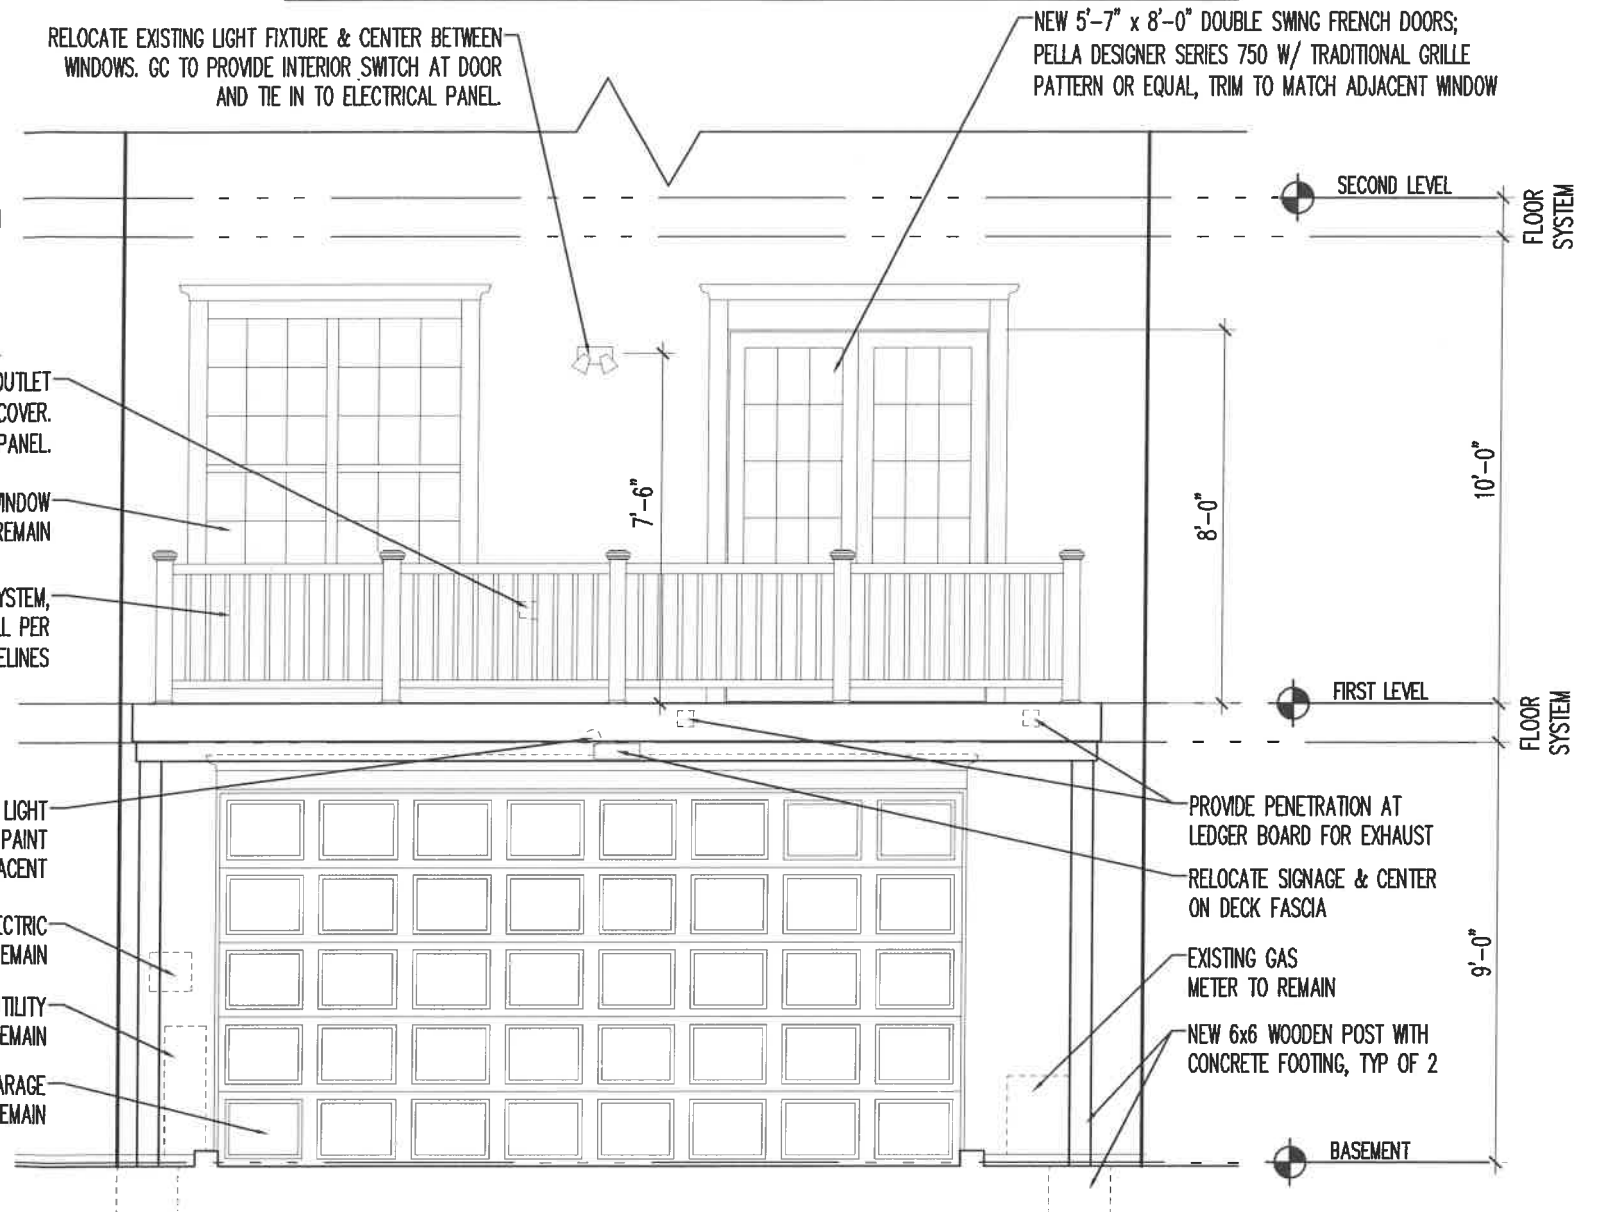 RELOCATE EXISTING LIGHT FIXTURE & CENTER BETWEEN
WINDOWS. GC TO PROVIDE INTERIOR SWITCH AT DOOR
AND TIE IN TO ELECTRICAL PANEL.
NEW 5'-7" x 8'-0" DOUBLE SWING FRENCH DOORS;
PELLA DESIGNER SERIES 750 W/ TRADITIONAL GRILLE
PATTERN OR EQUAL, TRIM TO MATCH ADJACENT WINDOW
SECOND LEVEL
FLOOR
SYSTEM
OUTLET
COVER.
PANEL.
WINDOW
REMAIN
7'-6"
8'-0"
10'-0"
YSTEM,
PER
ELINES
FIRST LEVEL
FLOOR
SYSTEM
LIGHT
PAINT
ACENT
PROVIDE PENETRATION AT
LEDGER BOARD FOR EXHAUST
RELOCATE SIGNAGE & CENTER
ON DECK FASCIA
ECTRIC
EMAIN
9'-0"
EXISTING GAS
METER TO REMAIN
TILITY
EMAIN
NEW 6x6 WOODEN POST WITH
CONCRETE FOOTING, TYP OF 2
ARAGE
EMAIN
BASEMENT